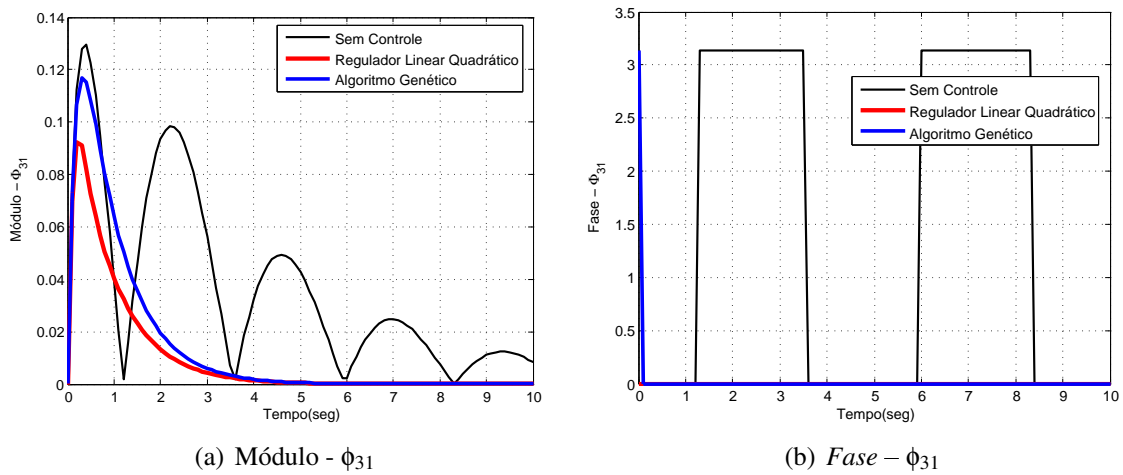 0.14
0.12
0.1
0.08
0.06
0.04
0.02
0
Módulo – Φ31
0 1 2 3 4 5 6 7 8 9 10
Tempo(seg)
Sem Controle
Regulador Linear Quadrático
Algoritmo Genético
(a) Módulo - ϕ31
3.5
3
2.5
2
1.5
1
0.5
0
Fase – Φ31
0 1 2 3 4 5 6 7 8 9 10
Tempo(seg)
Sem Controle
Regulador Linear Quadrático
Algoritmo Genético
(b) Fase – ϕ31